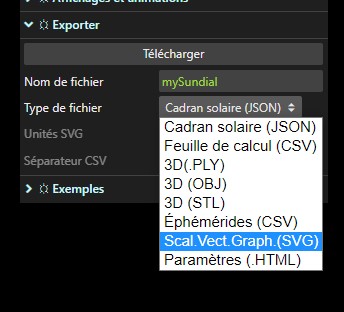 Affichages et animations
Exporter
Télécharger
Nom de fichier mySundial
Type de fichier Cadran solaire (JSON)
Unités SVG
Séparateur CSV
Exemples
Cadran solaire (JSON)
Feuille de calcul (CSV)
3D(.PLY)
3D (OBJ)
3D (STL)
Éphémérides (CSV)
Scal.Vect.Graph.(SVG)
Paramètres (.HTML)